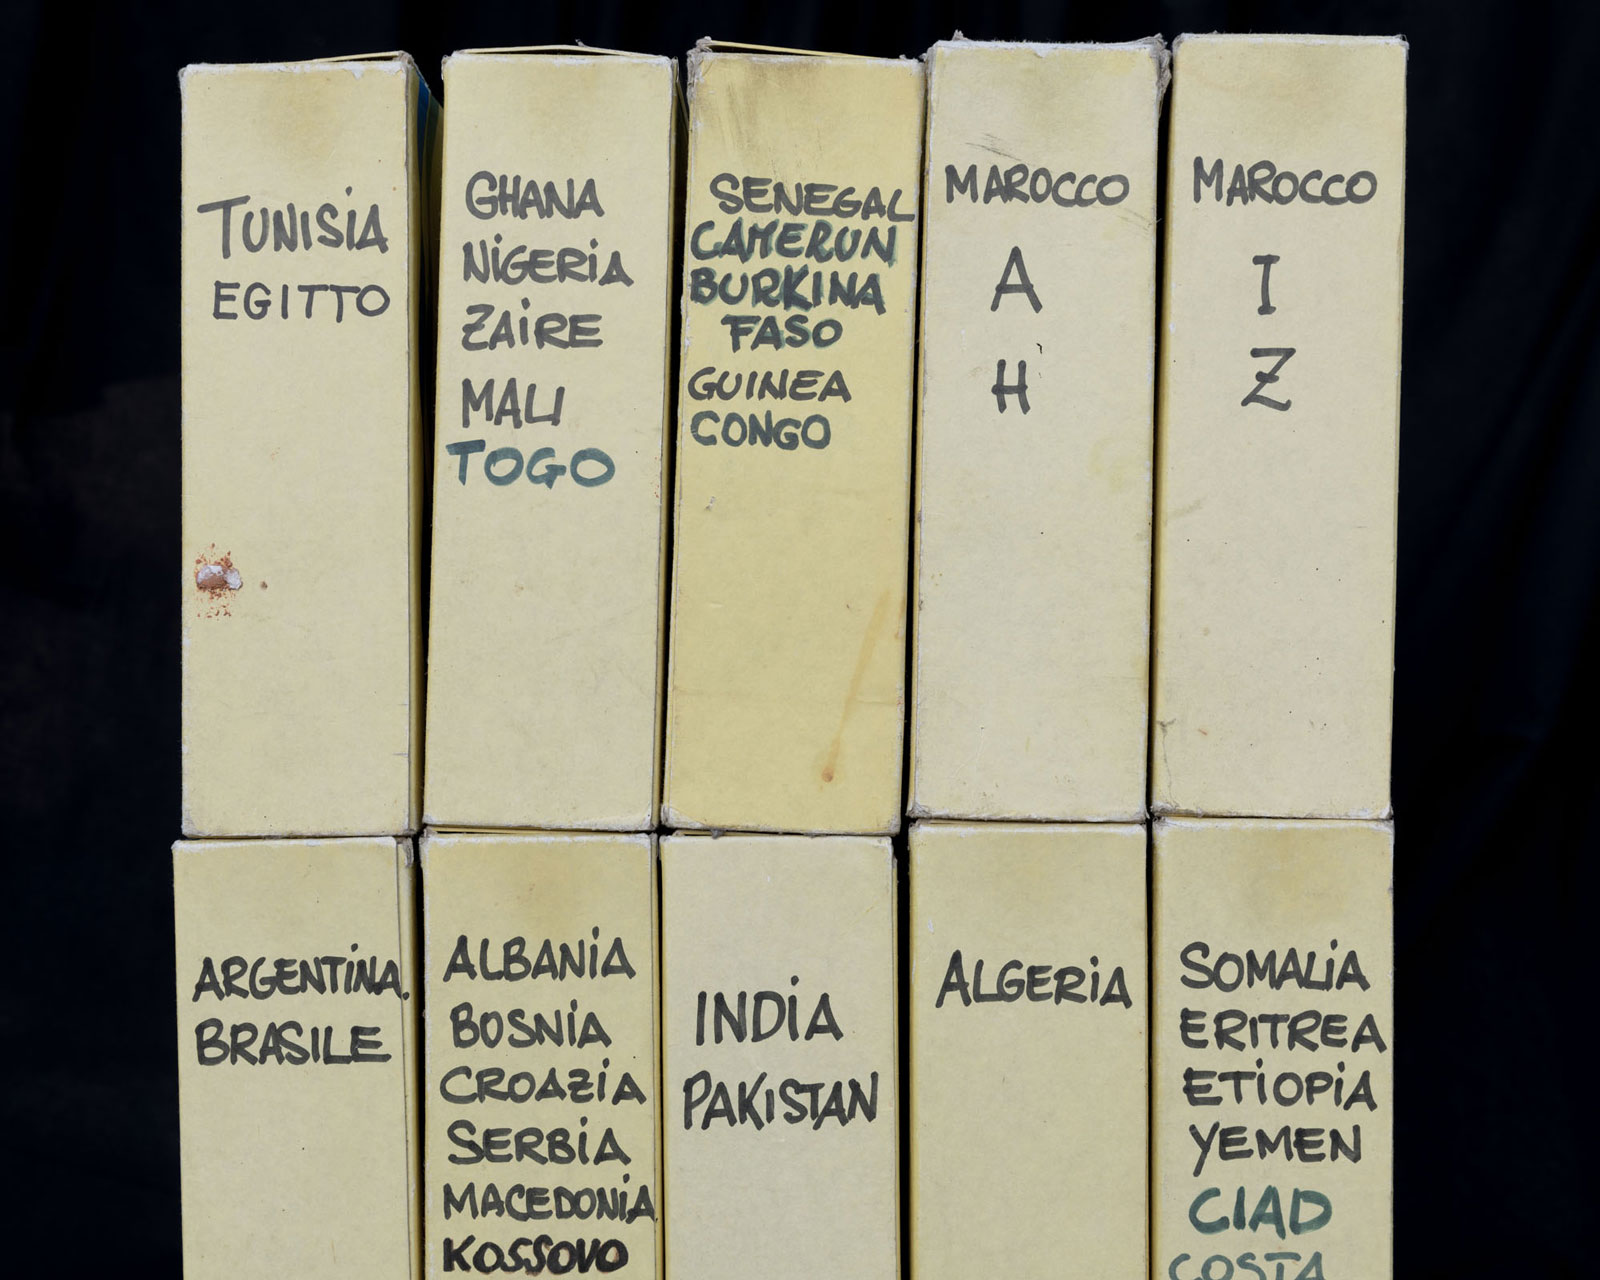 TUNISIA
EGITTO
GHANA
NIGERIA
ZAIRE
MALI
TOGO
SENEGAL
CAMERUN
BURKINA
FASO
GUINEA
CONGO
MAROCCO
A
H
MAROCCO
I
Z
ARGENTINA.
BRASILE
ALBANIA
BOSNIA
CROAZIA
SERBIA
MACEDONIA
KOSSOVO
INDIA
PAKISTAN
ALGERIA
SOMALIA
ERITREA
ETIOPIA
YEMEN
CIAD
COSTA